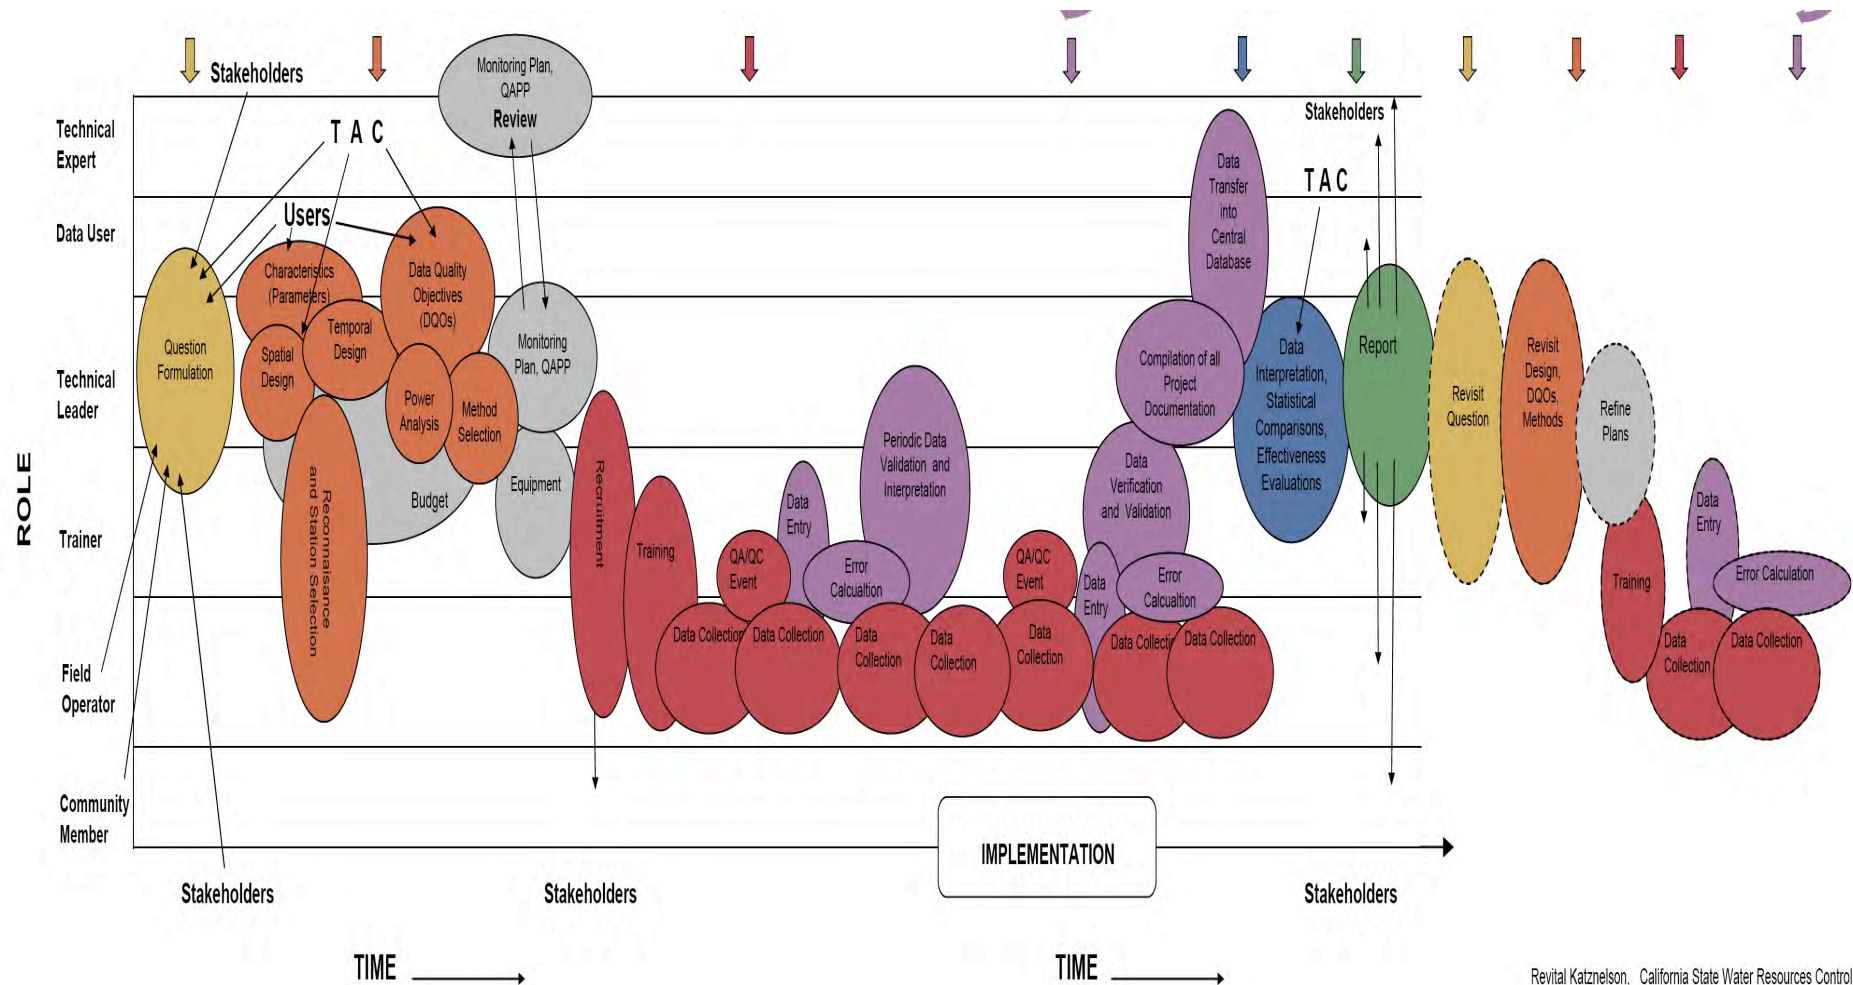 Stakeholders
T A C
Users
Monitoring Plan,
QAPP
Review
Technical
Expert
Data User
Technical
Leader
ROLE
Trainer
Field
Operator
Community
Member
Question
Formulation
Characteristics
(Parameters)
Spatial
Design
Temporal
Design
Data Quality
Objectives
(DQOs)
Power
Analysis
Method
Selection
Reconnaisance
and Station Selection
Budget
Monitoring
Plan, QAPP
Equipment
Recruitment
Training
Data Collection
QA/QC
Event
Data Collection
Data
Entry
Error
Calcualtion
Periodic Data
Validation and
Interpretation
Data
Collection
Data
Collection
QA/QC
Event
Data
Collection
Data
Entry
Data
Verification
and Validation
Error
Calcualtion
Data Collecti
Data Collection
Compilation of all
Project
Documentation
Data
Transfer
into
Central
Database
Stakeholders
T A C
Data
Interpretation,
Statistical
Comparisons,
Effectiveness
Evaluations
Report
Revisit
Question
Revisit
Design,
DQOs,
Methods
Refine
Plans
Training
Data
Entry
Error Calculation
Data
Collection
Data Collection
IMPLEMENTATION
Stakeholders
Stakeholders
Stakeholders
TIME
TIME
Revital Katznelson, California State Water Resources Control